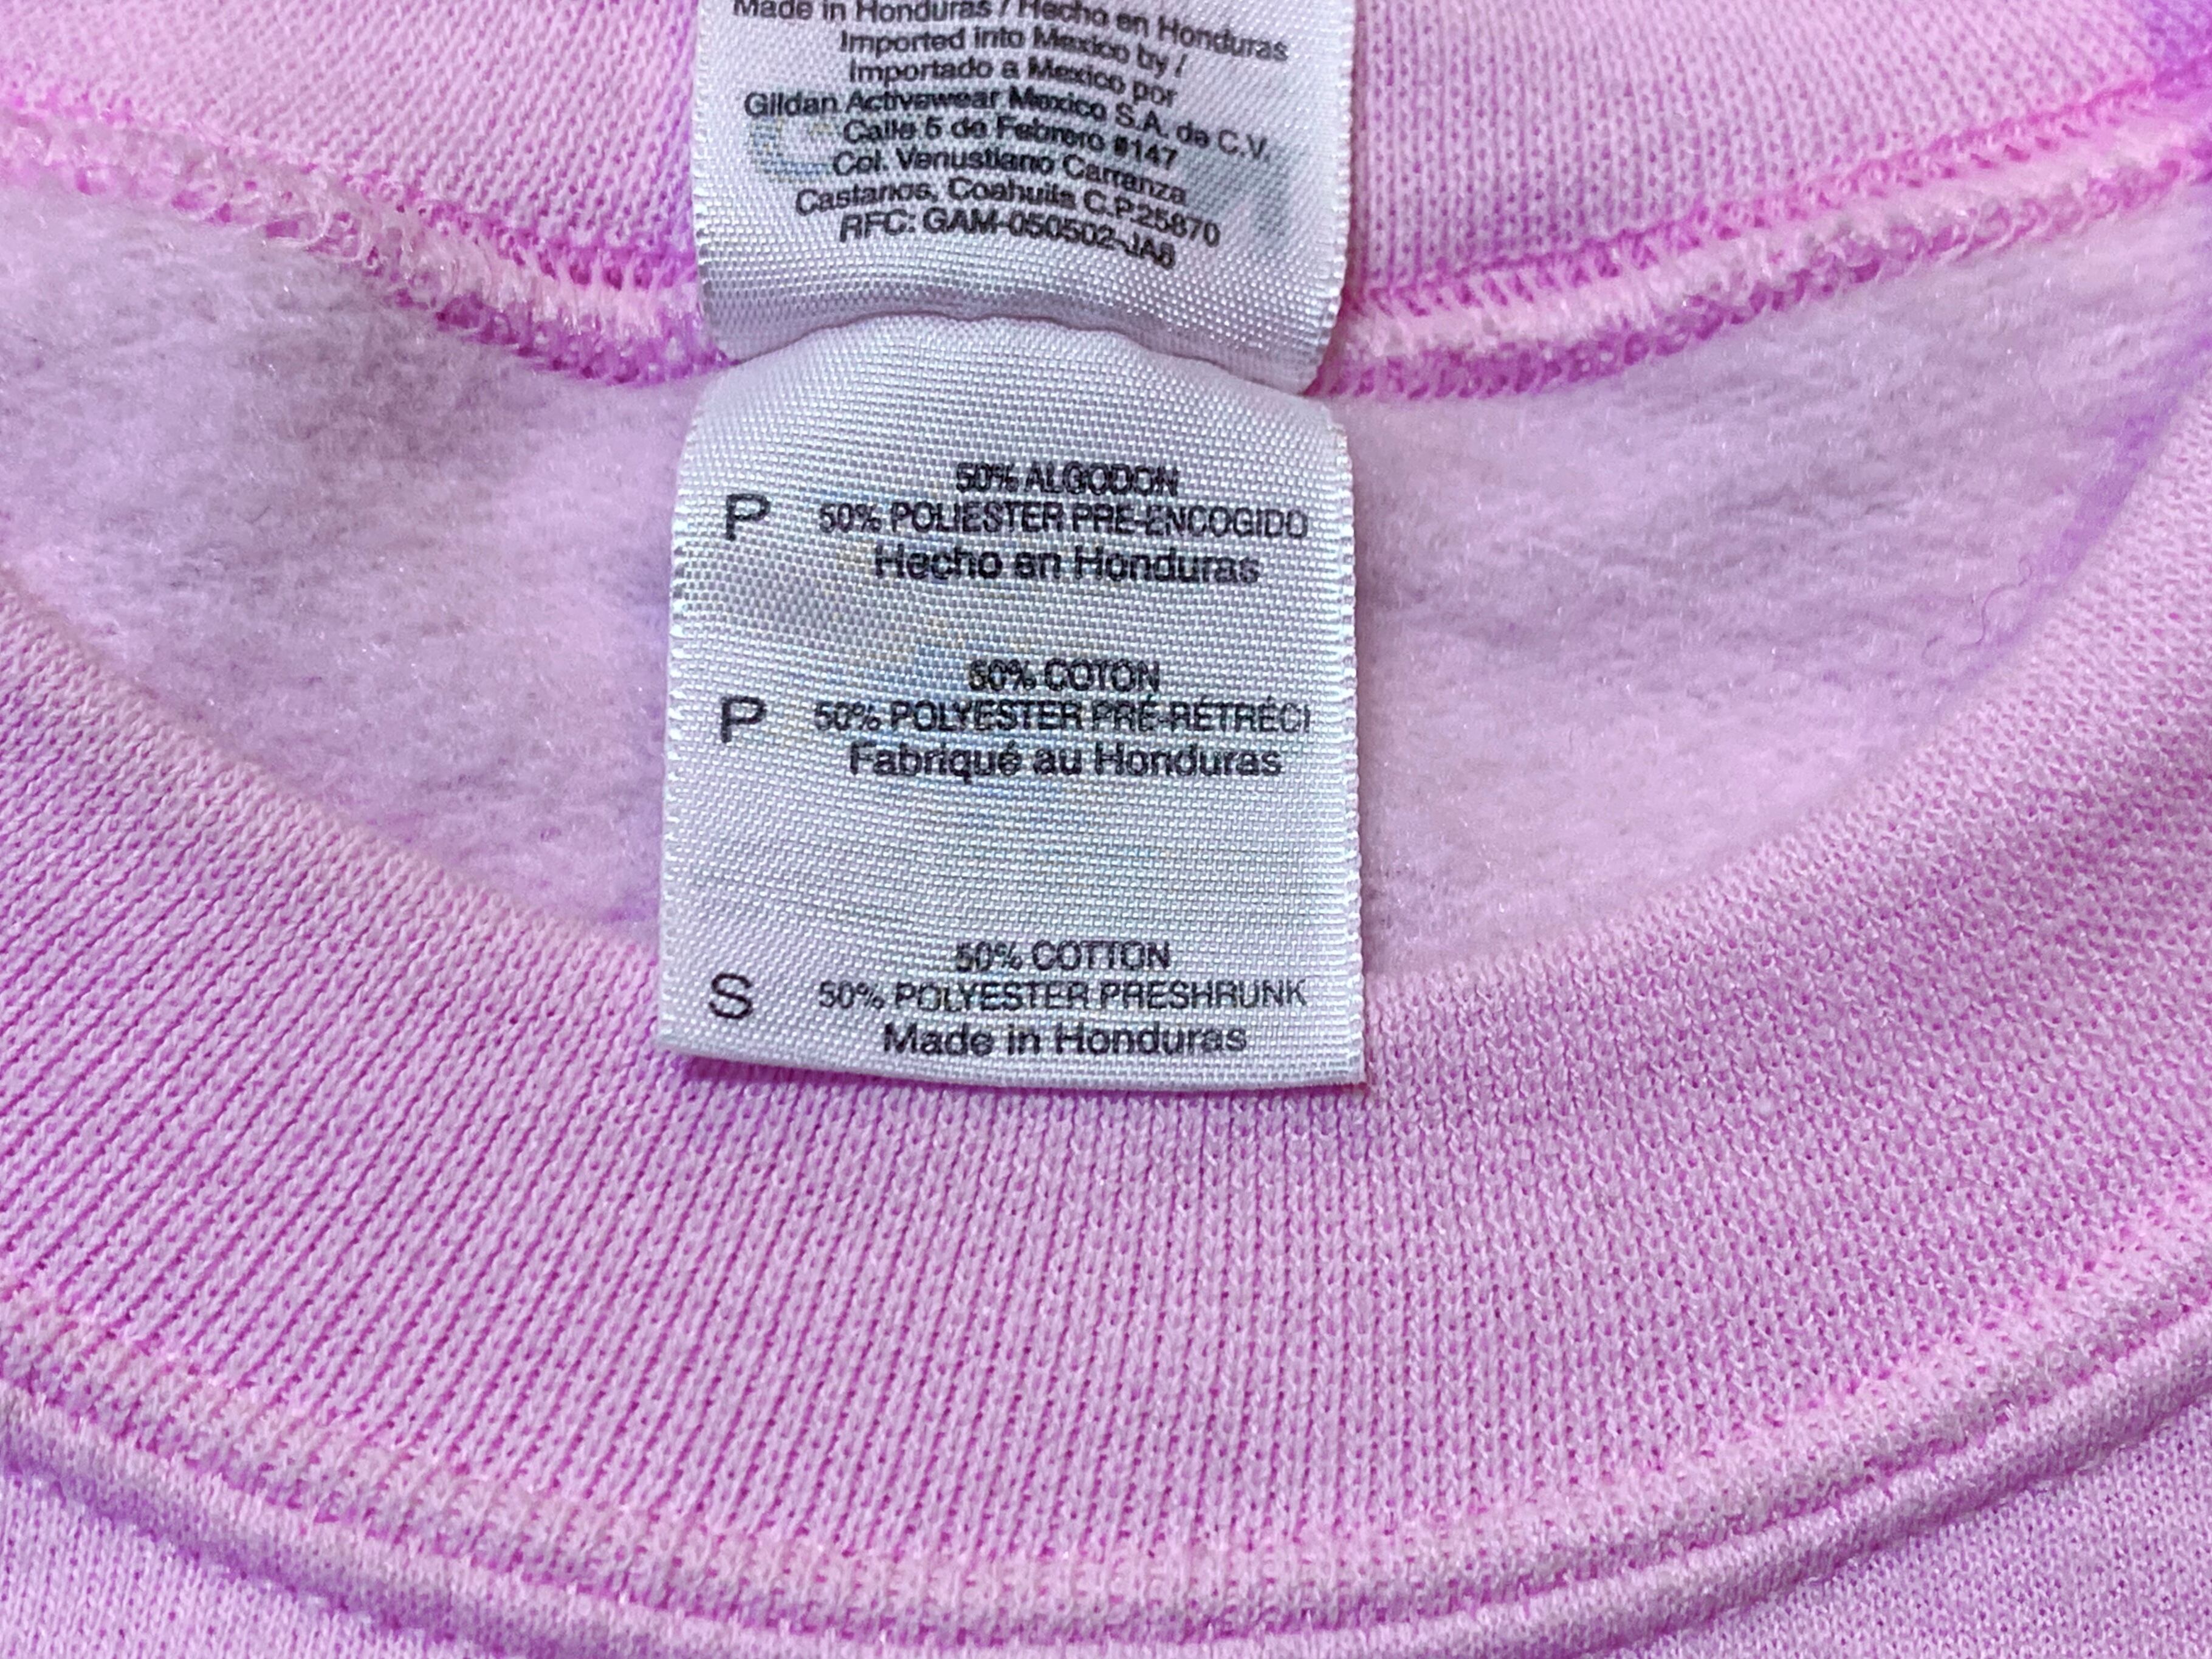 Made in Honduras / Hecho en Honduras
Imported into Mexico by /
Importado a Mexico por
Gildan Activewear Mexico S.A. de C.V.
Calle 5 de Febrero #147
Col. Venustiano Carranza
Castaños, Coahuila C.P.25870
RFC: GAM-050502-JA6
50% ALGODON
P 50% POLIESTER PRE-ENCOGIDO
Hecho en Honduras
50% COTON
P 50% POLYESTER PRÉ-RÉTRÉCI
Fabriqué au Honduras
50% COTTON
S 50% POLYESTER PRESHRUNK
Made in Honduras